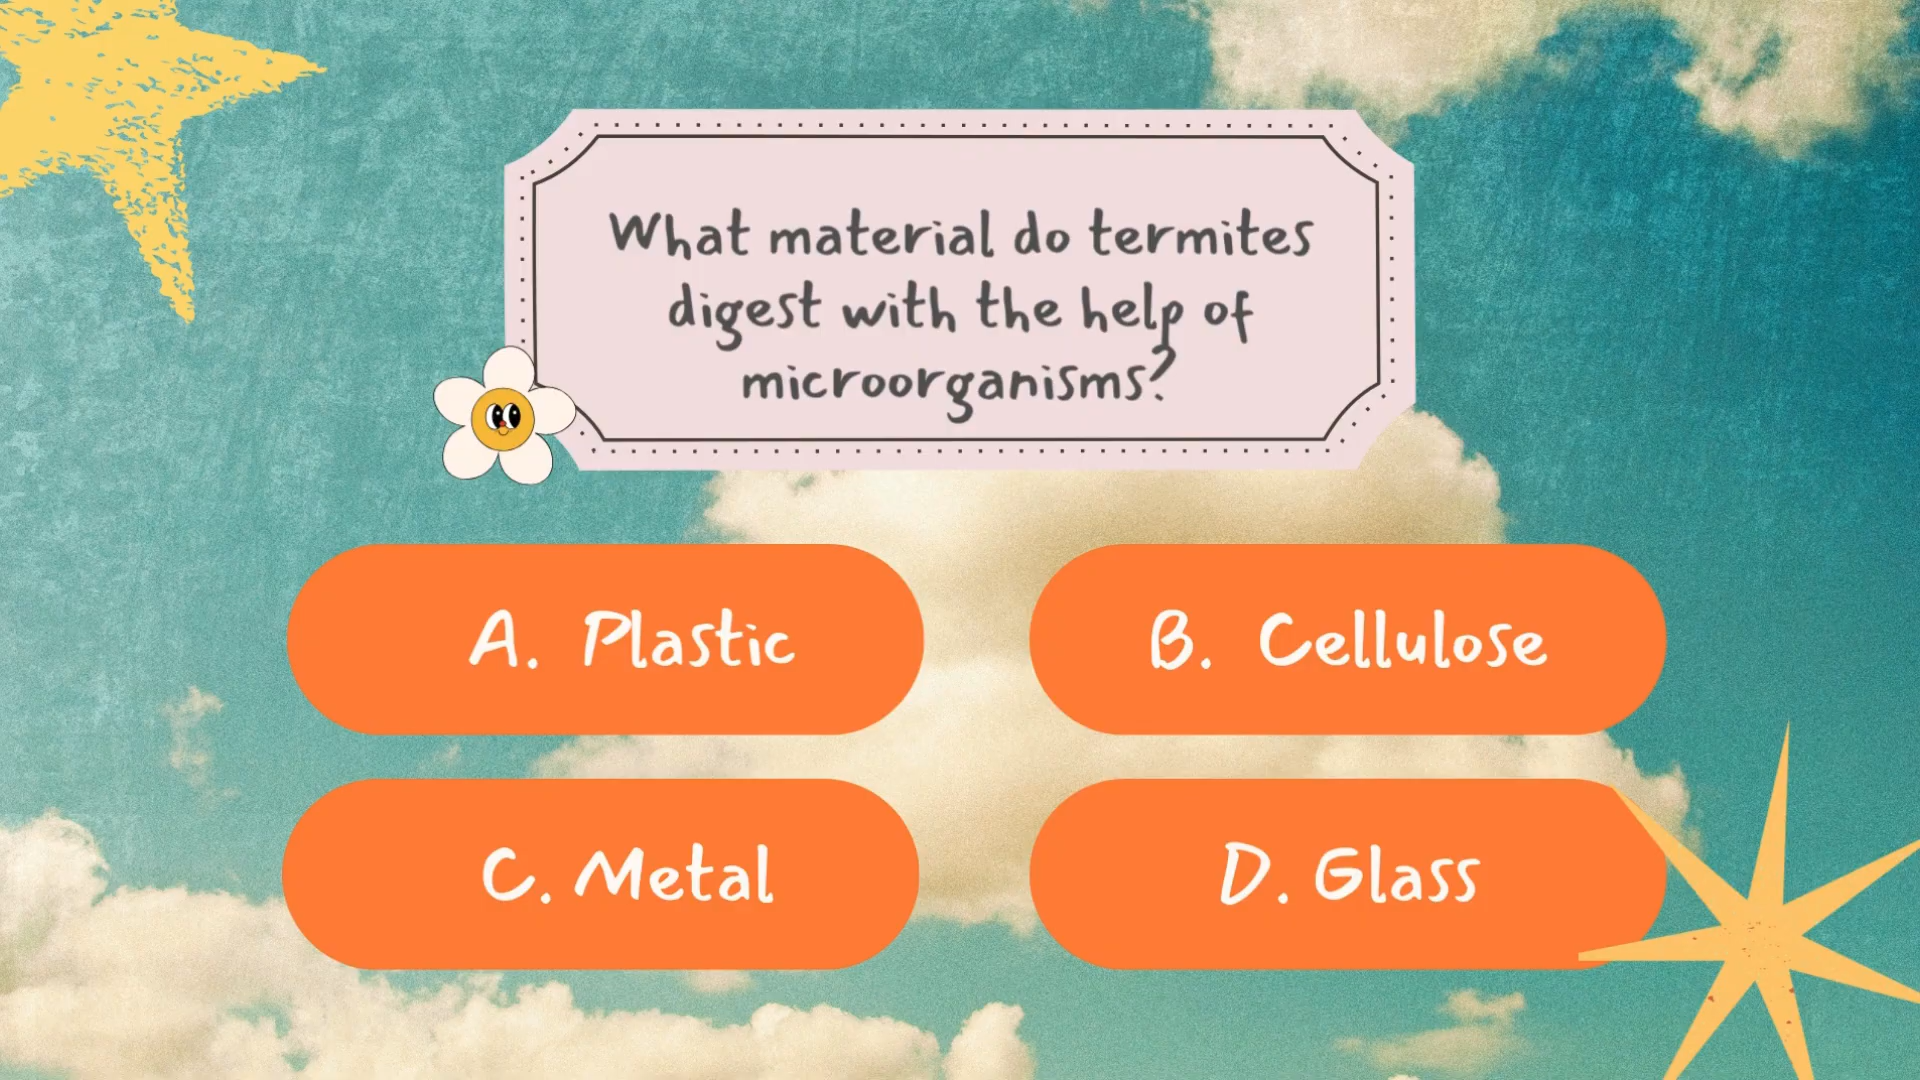 What material do termites
digest with the help of
microorganisms?
A. Plastic
B. Cellulose
C. Metal
D. Glass